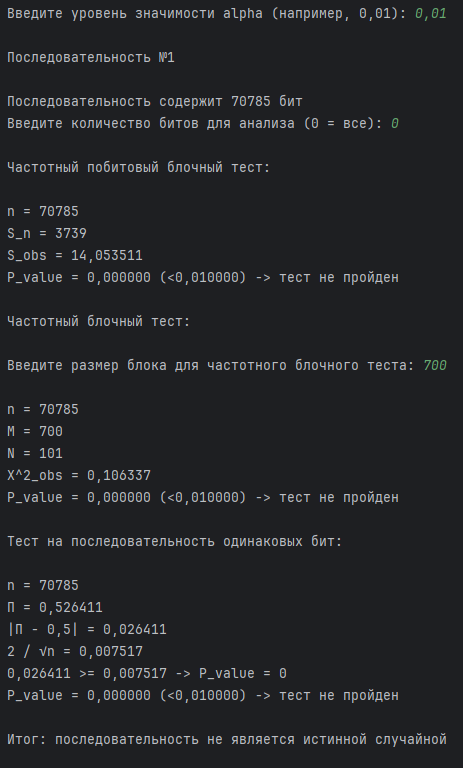 Введите уровень значимости alpha (например, 0,01): 0,01
Последовательность №1
Последовательность содержит 70785 бит
Введите количество битов для анализа (0 = все): 0
Частотный побитовый блочный тест:
n = 70785
S_n = 3739
S_obs = 14,053511
P_value = 0,000000 (<0,010000) -> тест не пройден
Частотный блочный тест:
Введите размер блока для частотного блочного теста: 700
n = 70785
M = 700
N = 101
X^2_obs = 0,106337
P_value = 0,000000 (<0,010000) -> тест не пройден
Тест на последовательность одинаковых бит:
n = 70785
П = 0,526411
|П - 0,5| = 0,026411
2 / √n = 0,007517
0,026411 >= 0,007517 -> P_value = 0
P_value = 0,000000 (<0,010000) -> тест не пройден
Итог: последовательность не является истинной случайной